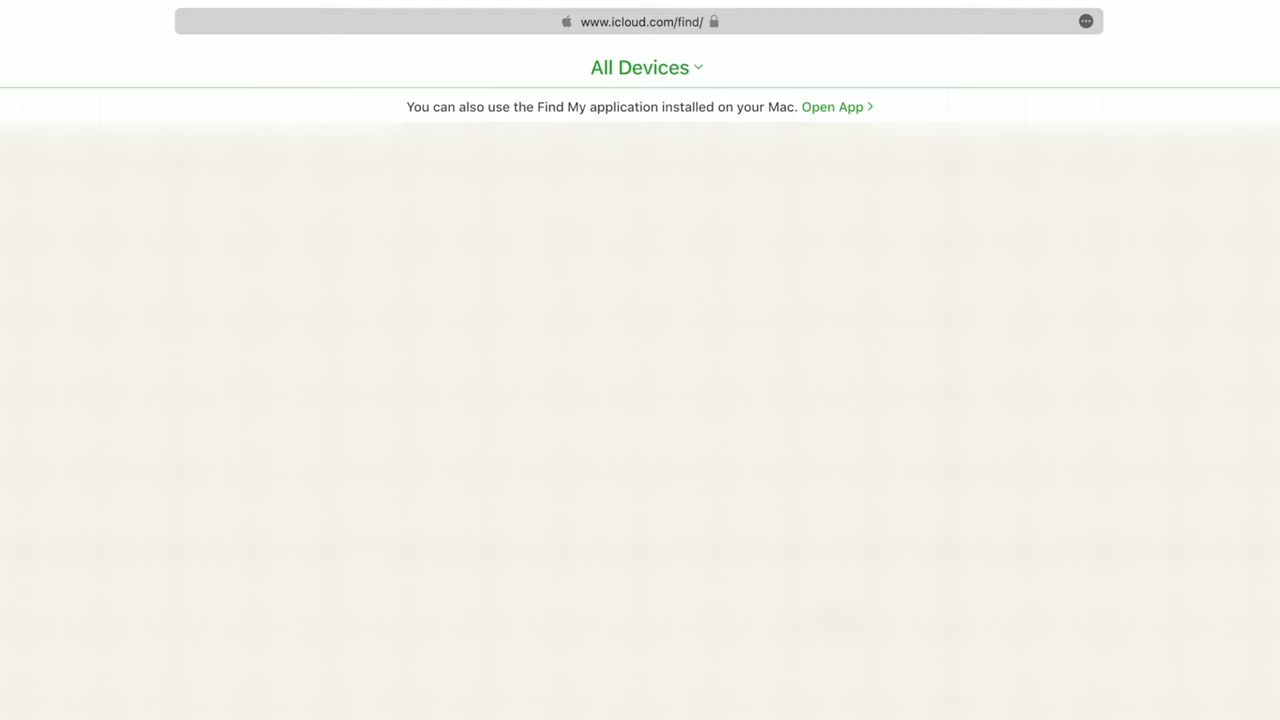 www.icloud.com/find/
All Devices
You can also use the Find My application installed on your Mac. Open App >